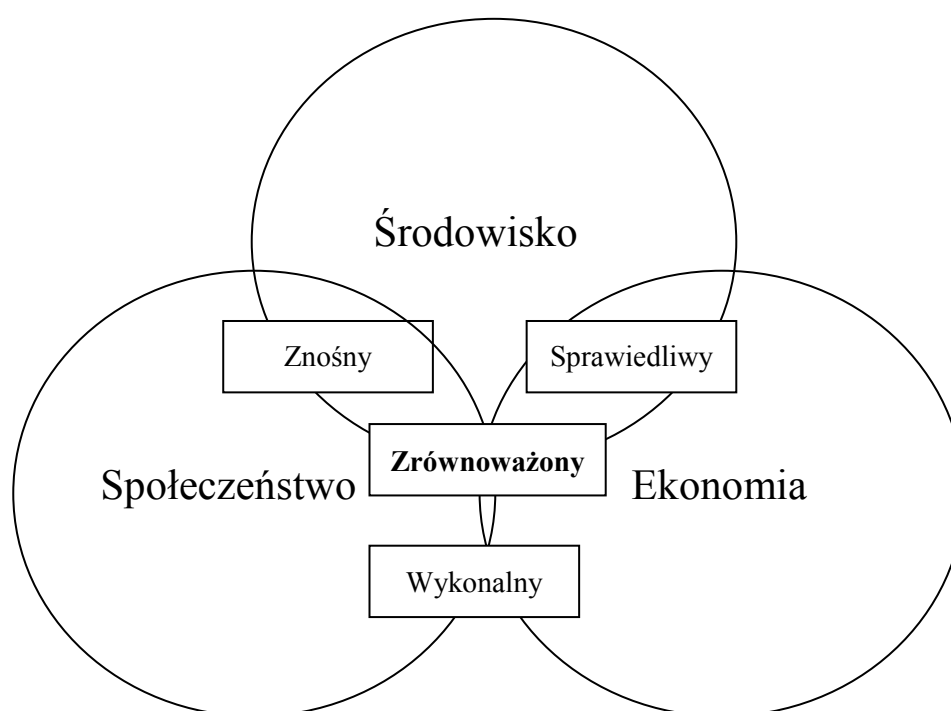 Środowisko
Znośny
Sprawiedliwy
Zrównoważony
Społeczeństwo
Ekonomia
Wykonalny